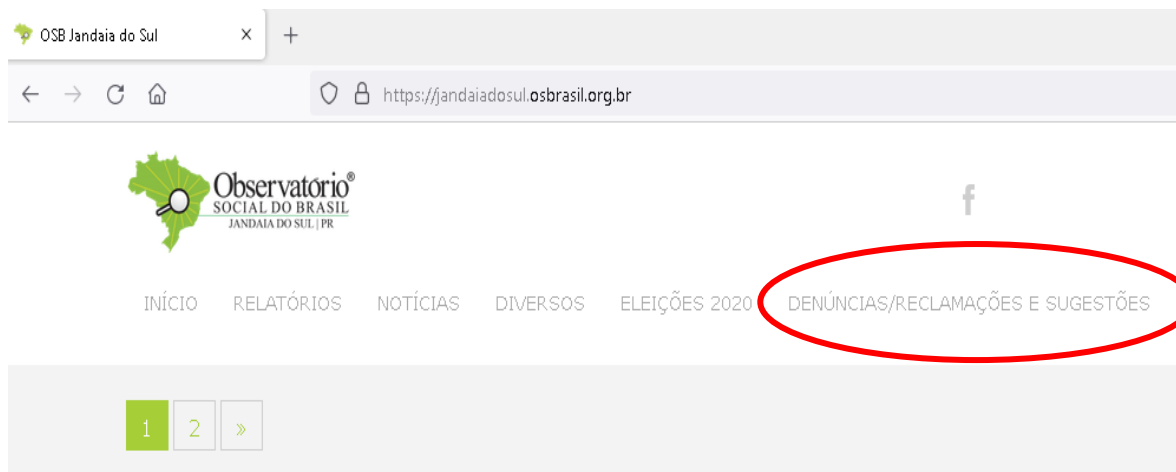 OSB Jandaia do Sul
https://jandaiadosul.osbrasil.org.br
Observatório®
SOCIAL DO BRASIL
JANDAIA DO SUL | PR
f
INÍCIO RELATÓRIOS NOTÍCIAS DIVERSOS ELEIÇÕES 2020 DENÚNCIAS/RECLAMAÇÕES E SUGESTÕES
1 2 »